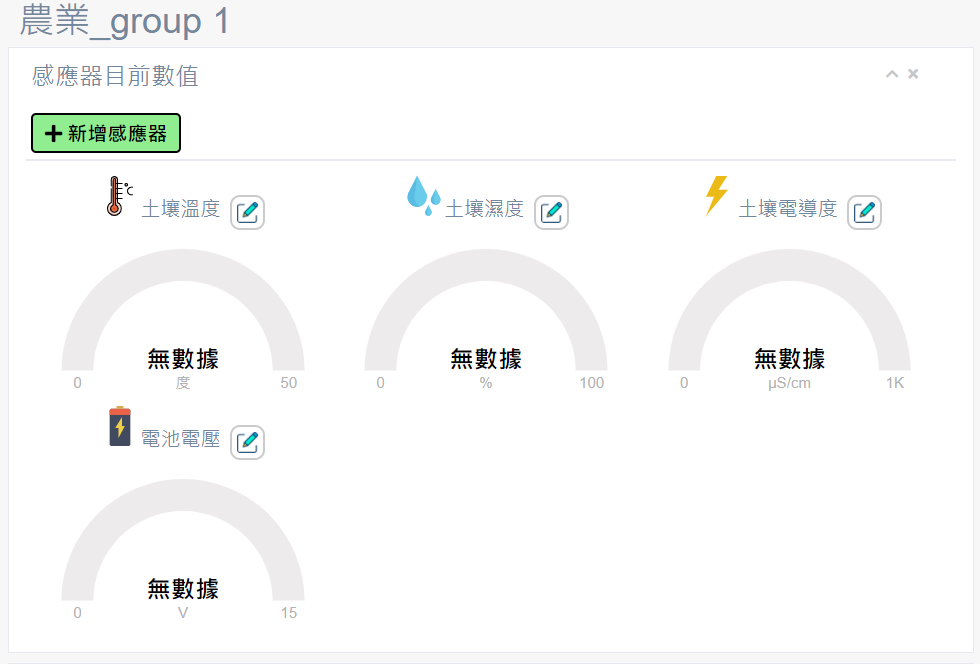 農業_group 1
感應器目前數值
新增感應器
土壤溫度
土壤濕度
土壤電導度
無數據
0 度 50
無數據
0 % 100
無數據
0 µS/cm 1K
電池電壓
無數據
0 V 15